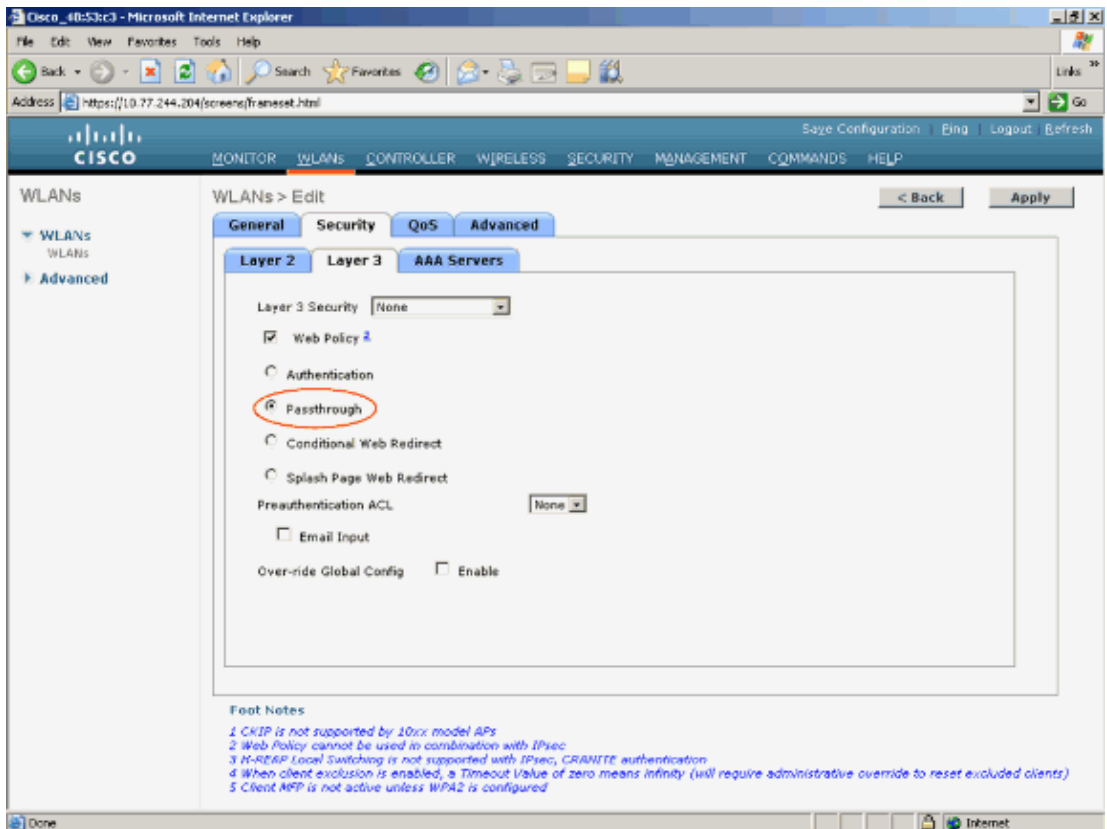 Cisco_40:53:c3 - Microsoft Internet Explorer
File Edit View Favorites Tools Help
Back Search Favorites Links
Address https://10.77.244.204/screens/frameset.html Go
Save Configuration | Ping | Logout | Refresh
CISCO MONITOR WLANs CONTROLLER WIRELESS SECURITY MANAGEMENT COMMANDS HELP
WLANs
WLANs
WLANs
Advanced
WLANs > Edit
< Back Apply
General Security QoS Advanced
Layer 2 Layer 3 AAA Servers
Layer 3 Security None
Web Policy 2
Authentication
Passthrough
Conditional Web Redirect
Splash Page Web Redirect
Preauthentication ACL None
Email Input
Over-ride Global Config Enable
Foot Notes
1 CKIP is not supported by 10xx model APs
2 Web Policy cannot be used in combination with IPsec
3 H-REAP Local Switching is not supported with IPsec, CRANITE authentication
4 When client exclusion is enabled, a Timeout Value of zero means infinity (will require administrative override to reset excluded clients)
5 Client MFP is not active unless WPA2 is configured
Done Internet